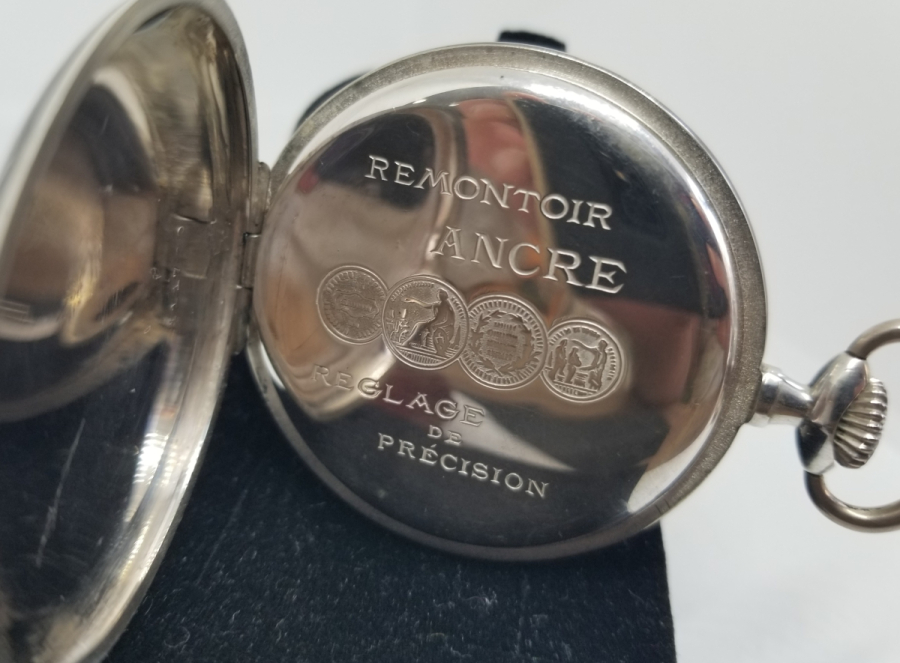 REMONTOIR
ANCRE
REGLAGE
DE
PRÉCISION